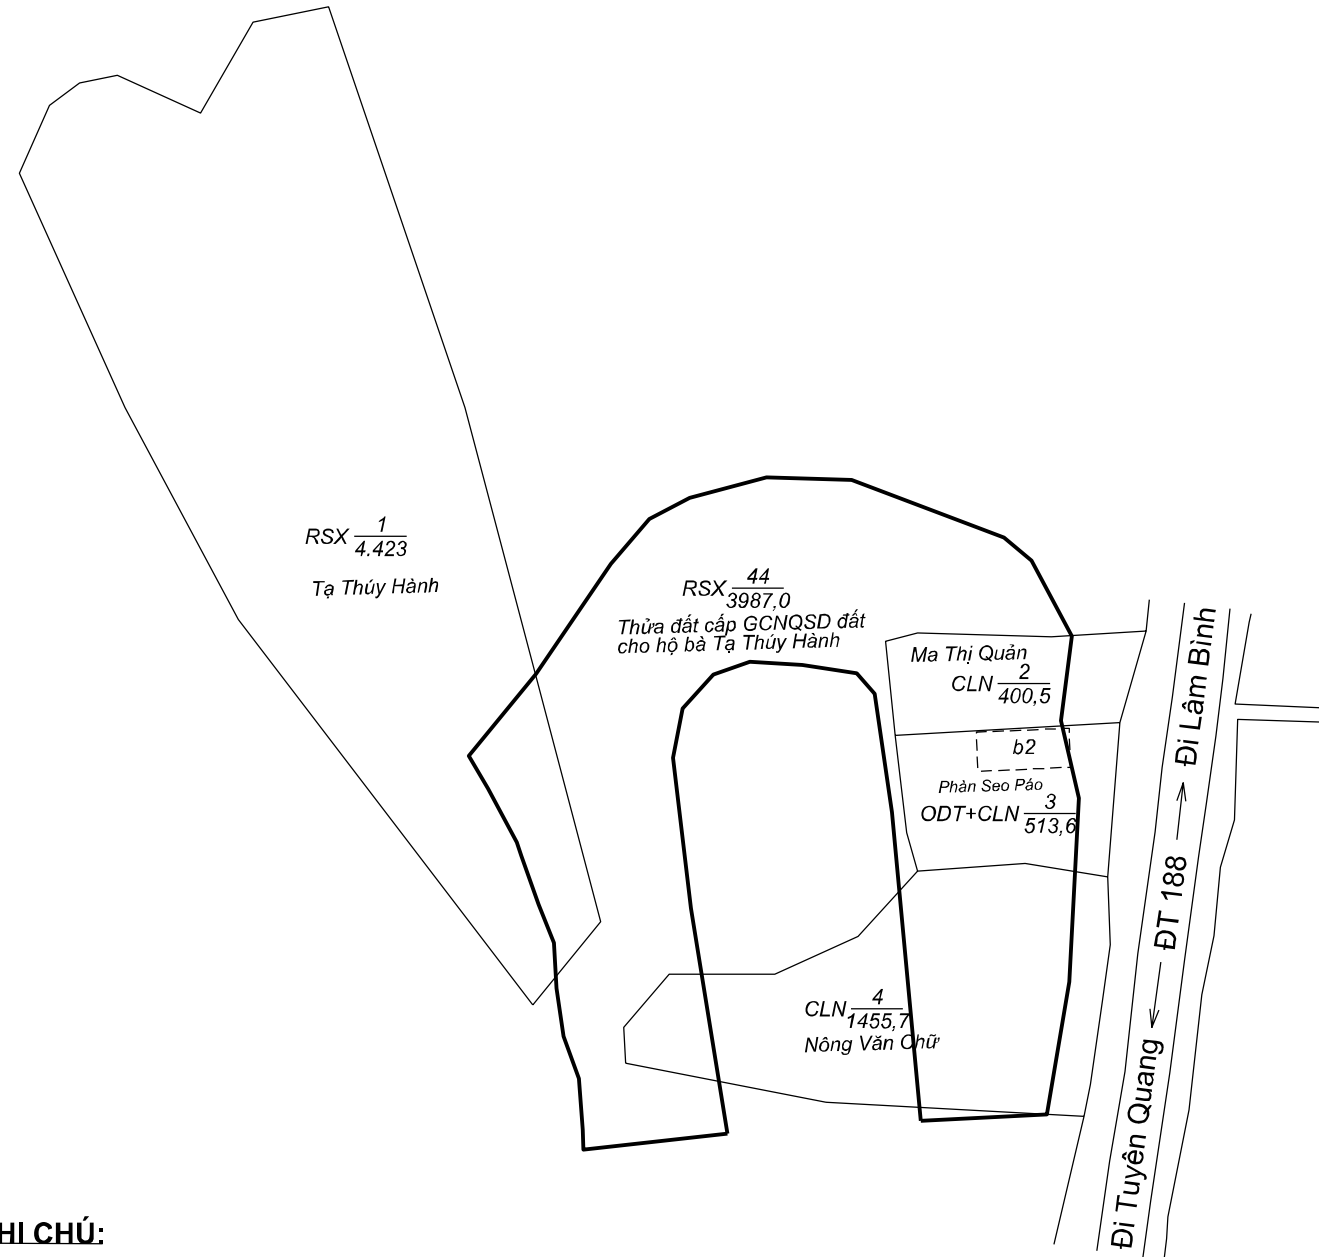 RSX 1
4.423
Tạ Thúy Hành
RSX 44
3987,0
Thửa đất cấp GCNQSD đất
cho hộ bà Tạ Thúy Hành
Ma Thị Quản
CLN 2
400,5
b2
Phàn Seo Páo
ODT+CLN 3
513,6
CLN 4
1455,7
Nông Văn Chữ
Đi Tuyên Quang ĐT 188 Đi Lâm Bình
HI CHÚ: